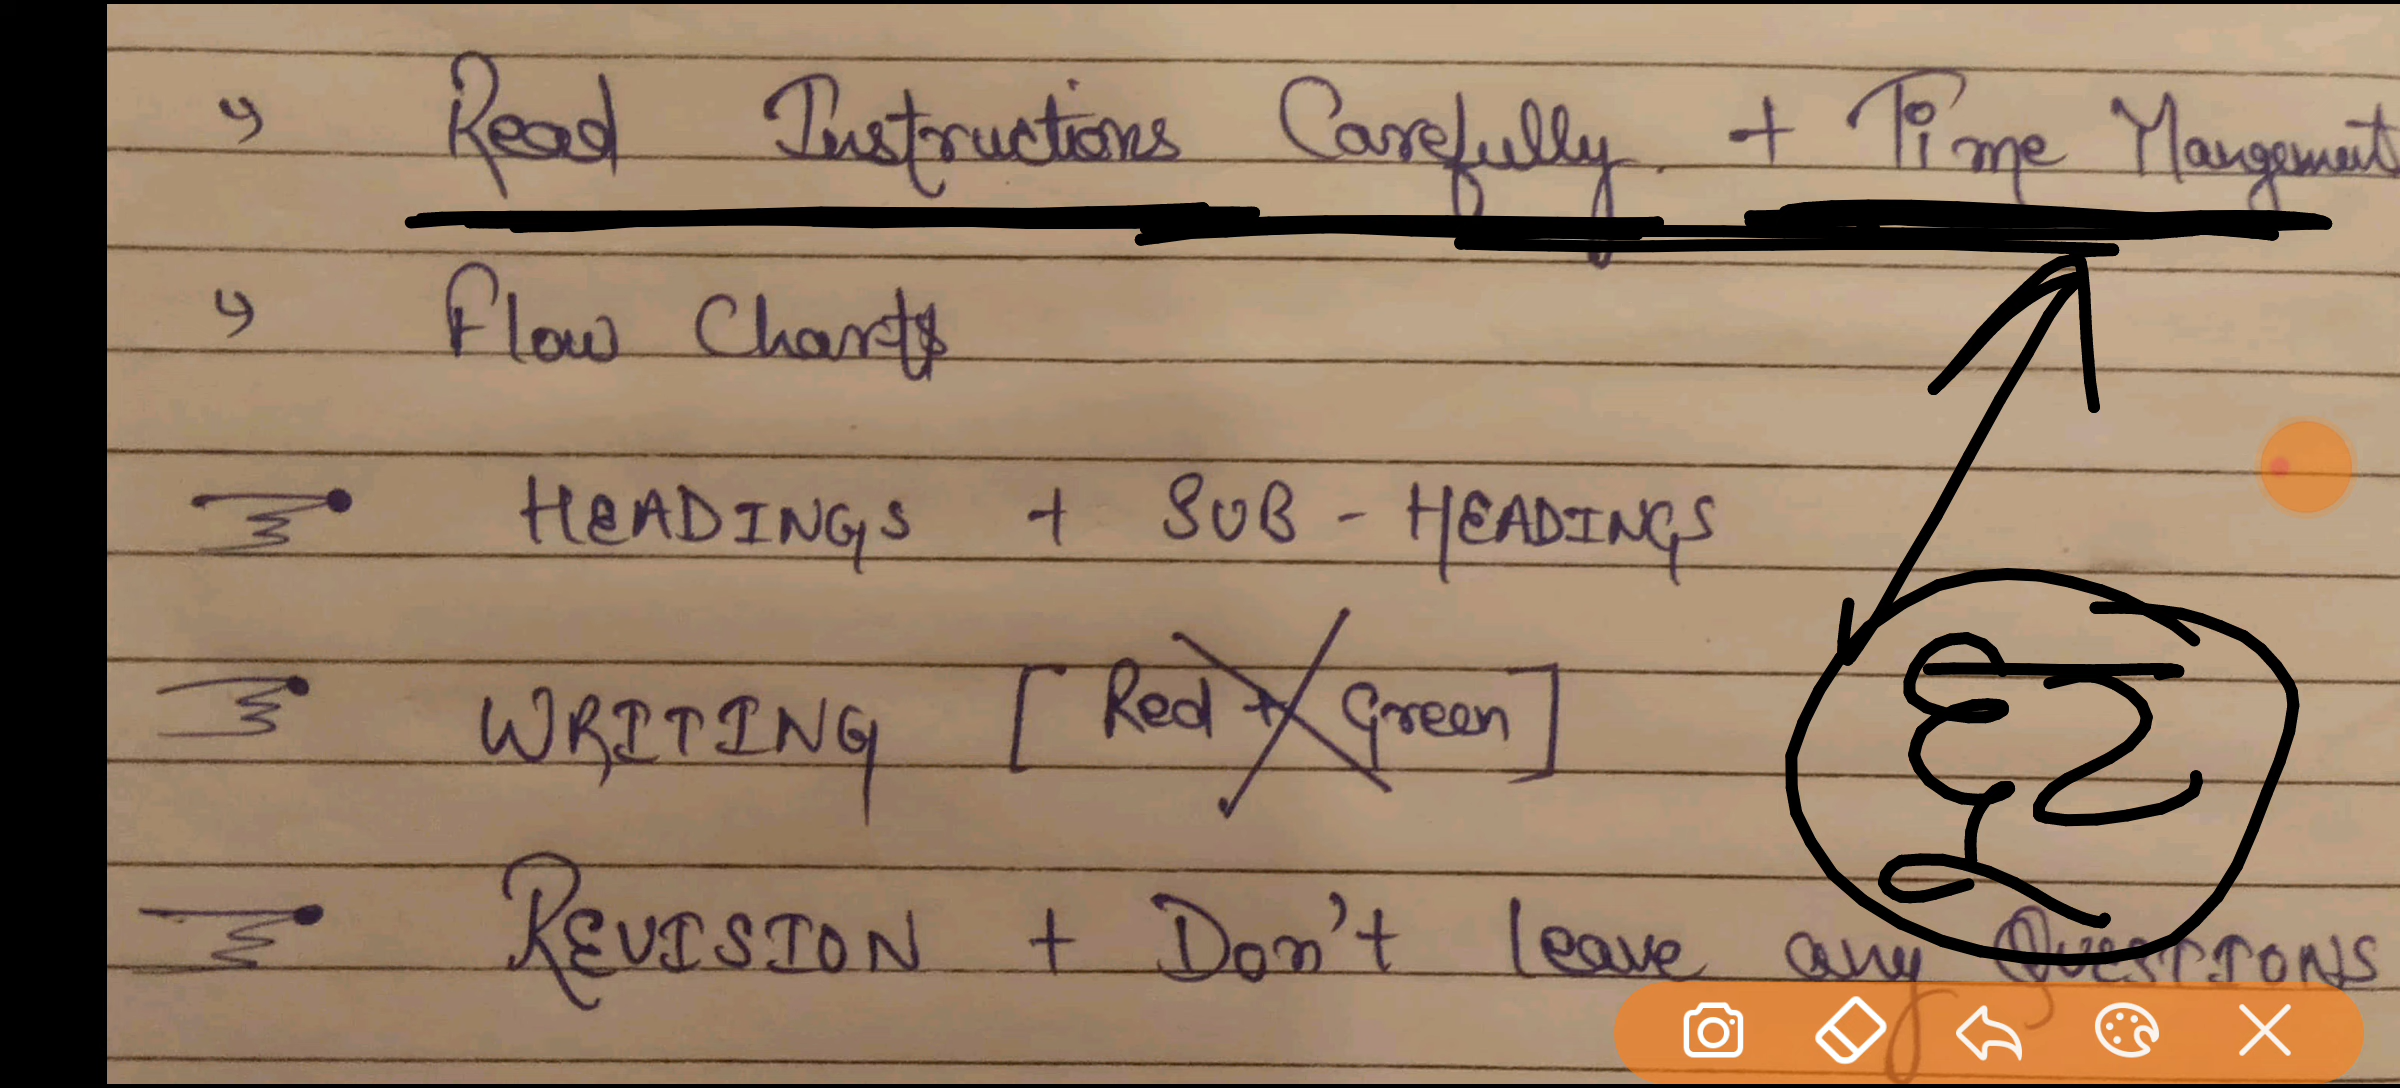 Read Instructions Carefully. + Time Mangement
Flow Charts
HEADINGS + SUB - HEADINGS
WRITING [ Red + Green ]
REVISION + Don't leave any QUESTIONS